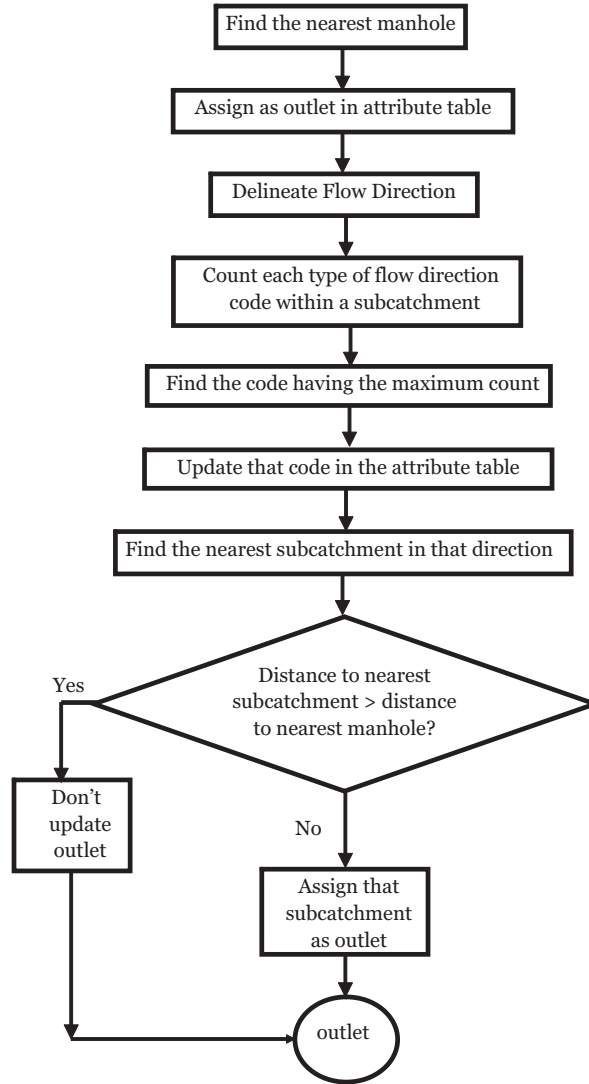 Find the nearest manhole
Assign as outlet in attribute table
Delineate Flow Direction
Count each type of flow direction
code within a subcatchment
Find the code having the maximum count
Update that code in the attribute table
Find the nearest subcatchment in that direction
Distance to nearest
subcatchment > distance
to nearest manhole?
Yes
Don't
update
outlet
No
Assign that
subcatchment
as outlet
outlet